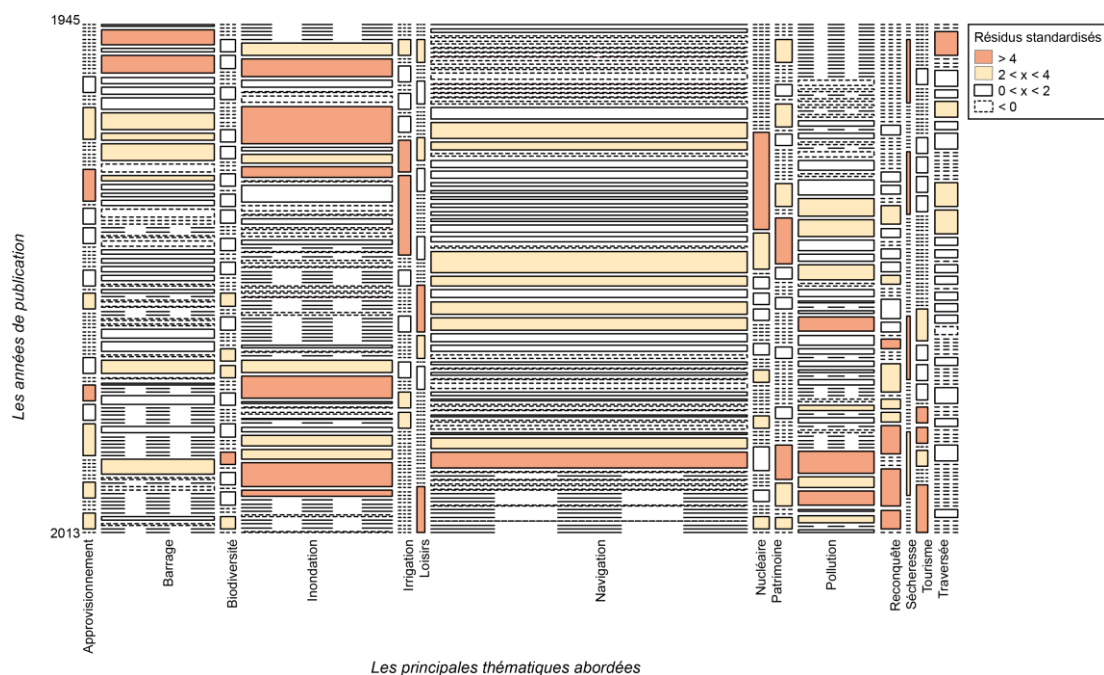 1945
Résidus standardisés
> 4
2 < x < 4
0 < x < 2
< 0
Les années de publication
2013
Approvisionnement
Barrage
Biodiversité
Inondation
Irrigation
Loisirs
Navigation
Nucléaire
Patrimoine
Pollution
Reconquête
Sécheresse
Tourisme
Traversée
Les principales thématiques abordées